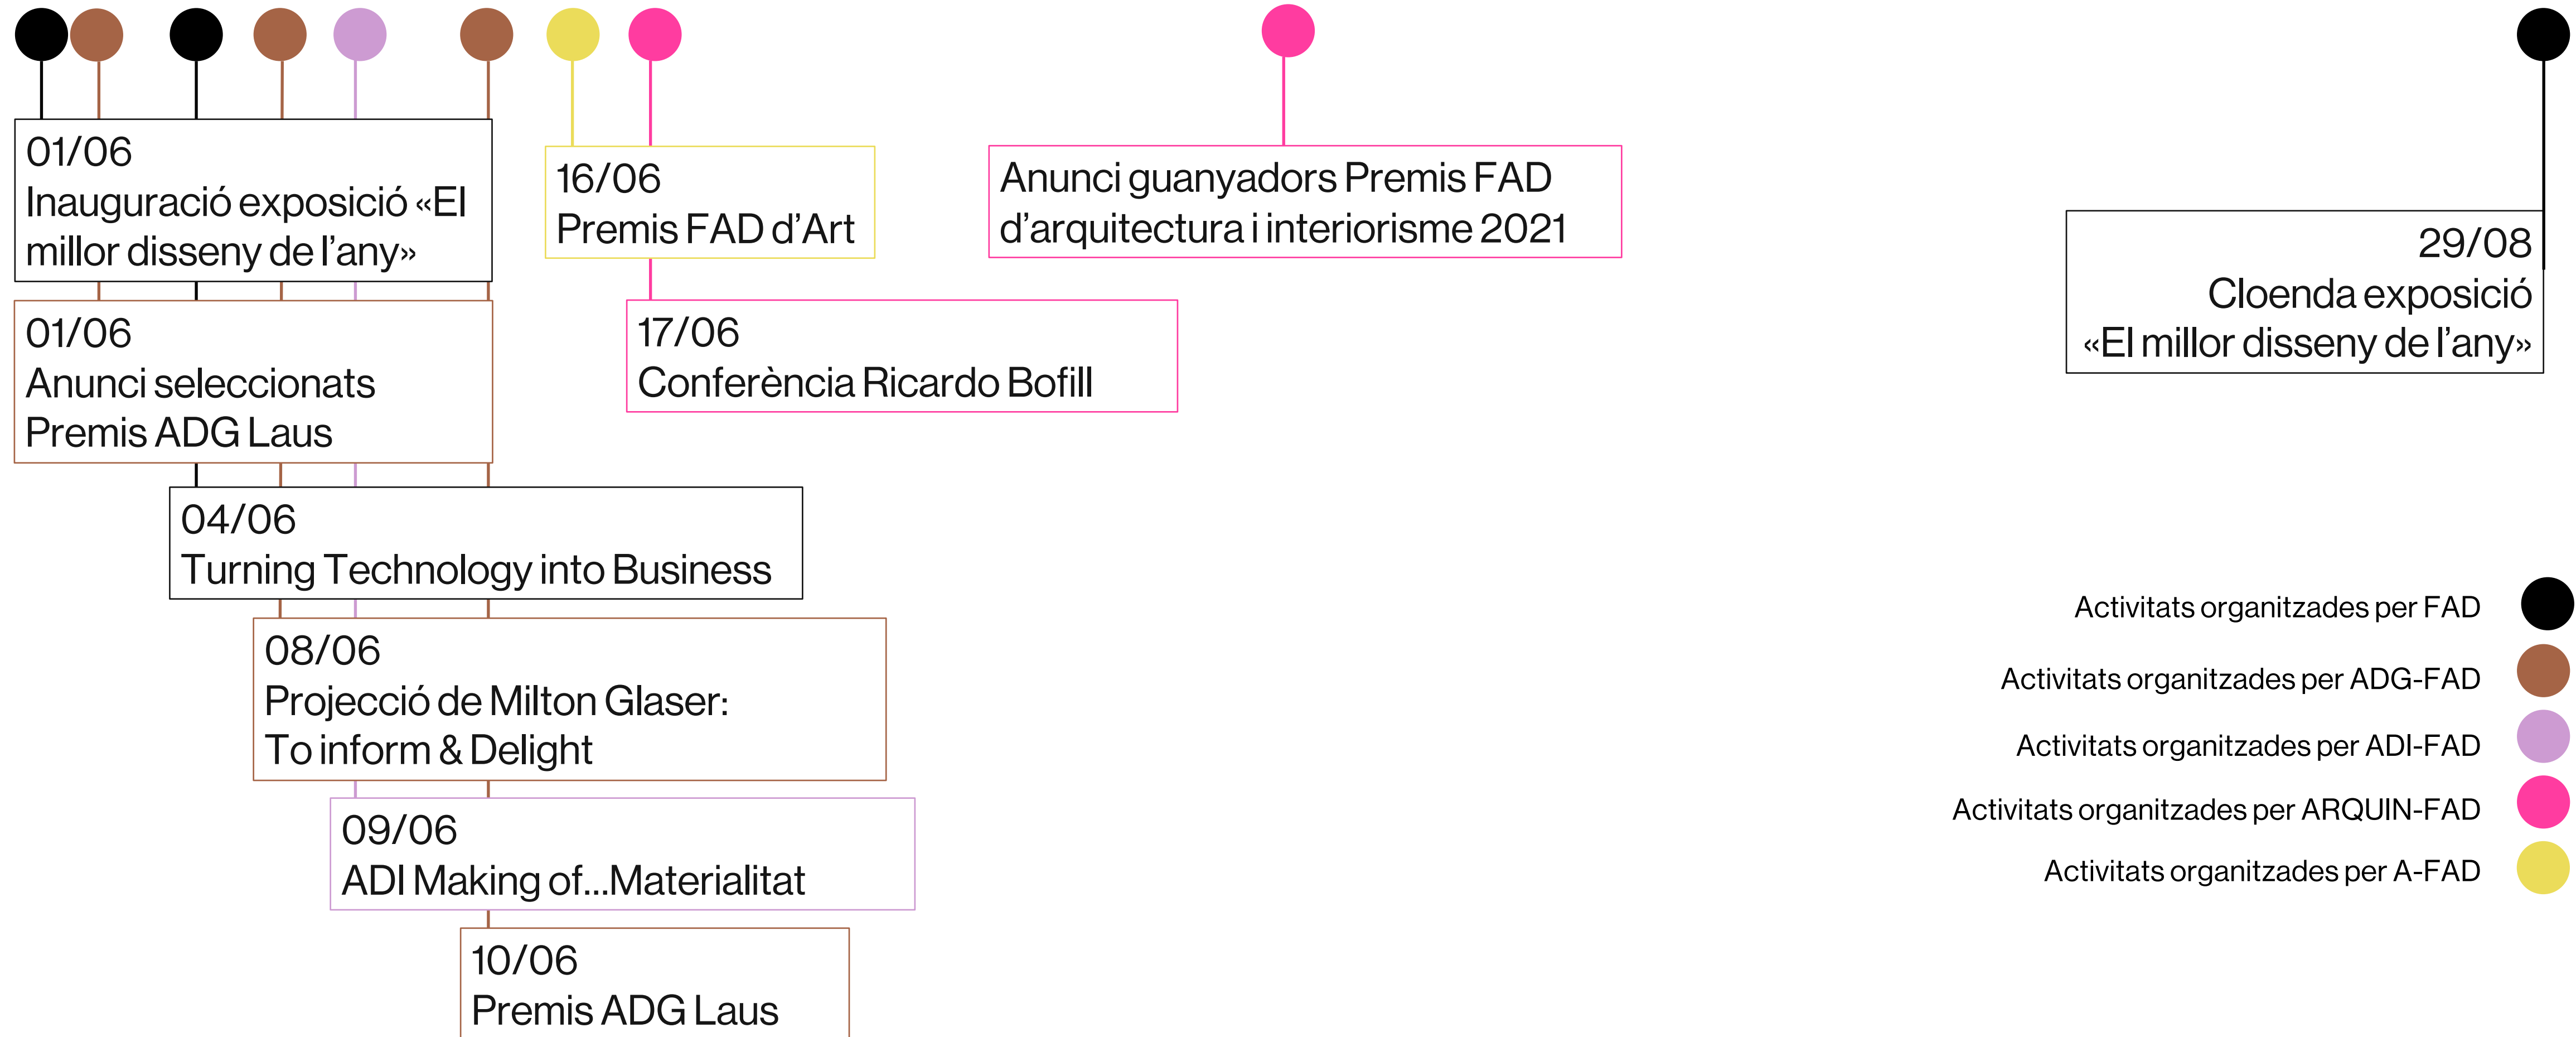 01/06
Inauguració exposició «El
millor disseny de l’any»
01/06
Anunci seleccionats
Premis ADG Laus
04/06
Turning Technology into Business
08/06
Projecció de Milton Glaser:
To inform & Delight
09/06
ADI Making of...Materialitat
10/06
Premis ADG Laus
16/06
Premis FAD d’Art
17/06
Conferència Ricardo Bofill
Anunci guanyadors Premis FAD
d’arquitectura i interiorisme 2021
29/08
Cloenda exposició
«El millor disseny de l’any»
Activitats organitzades per FAD
Activitats organitzades per ADG-FAD
Activitats organitzades per ADI-FAD
Activitats organitzades per ARQUIN-FAD
Activitats organitzades per A-FAD